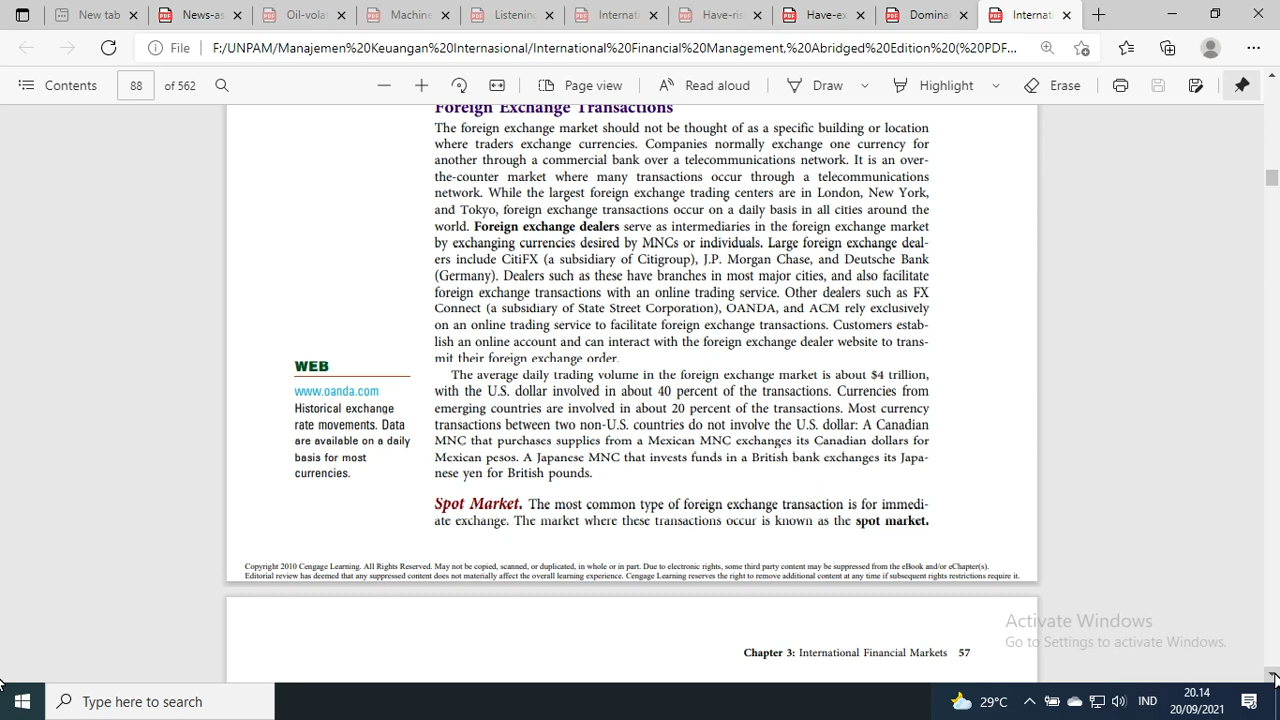 New tab
News-as
Oil-volat
Machine
Listening
Internati
Have-ris
Have-ex
Domina
Internati
File
F:/UNPAM/Manajemen%20Keuangan%20Internasional/International%20Financial%20Management,%20Abridged%20Edition%20(%20PDF...
Contents
88
of 562
Page view
Read aloud
Draw
Highlight
Erase
Foreign Exchange Transactions
The foreign exchange market should not be thought of as a specific building or location
where traders exchange currencies. Companies normally exchange one currency for
another through a commercial bank over a telecommunications network. It is an over-
the-counter market where many transactions occur through a telecommunications
network. While the largest foreign exchange trading centers are in London, New York,
and Tokyo, foreign exchange transactions occur on a daily basis in all cities around the
world. Foreign exchange dealers serve as intermediaries in the foreign exchange market
by exchanging currencies desired by MNCs or individuals. Large foreign exchange deal-
ers include CitiFX (a subsidiary of Citigroup), J.P. Morgan Chase, and Deutsche Bank
(Germany). Dealers such as these have branches in most major cities, and also facilitate
foreign exchange transactions with an online trading service. Other dealers such as FX
Connect (a subsidiary of State Street Corporation), OANDA, and ACM rely exclusively
on an online trading service to facilitate foreign exchange transactions. Customers estab-
lish an online account and can interact with the foreign exchange dealer website to trans-
mit their foreign exchange order.
The average daily trading volume in the foreign exchange market is about $4 trillion,
with the U.S. dollar involved in about 40 percent of the transactions. Currencies from
emerging countries are involved in about 20 percent of the transactions. Most currency
transactions between two non-U.S. countries do not involve the U.S. dollar: A Canadian
MNC that purchases supplies from a Mexican MNC exchanges its Canadian dollars for
Mexican pesos. A Japanese MNC that invests funds in a British bank exchanges its Japa-
nese yen for British pounds.
WEB
www.oanda.com
Historical exchange
rate movements. Data
are available on a daily
basis for most
currencies.
Spot Market. The most common type of foreign exchange transaction is for immedi-
ate exchange. The market where these transactions occur is known as the spot market.
Copyright 2010 Cengage Learning. All Rights Reserved. May not be copied, scanned, or duplicated, in whole or in part. Due to electronic rights, some third party content may be suppressed from the eBook and/or eChapter(s).
Editorial review has deemed that any suppressed content does not materially affect the overall learning experience. Cengage Learning reserves the right to remove additional content at any time if subsequent rights restrictions require it.
Chapter 3: International Financial Markets 57
Activate Windows
Go to Settings to activate Windows.
Type here to search
29°C
IND
20.14
20/09/2021